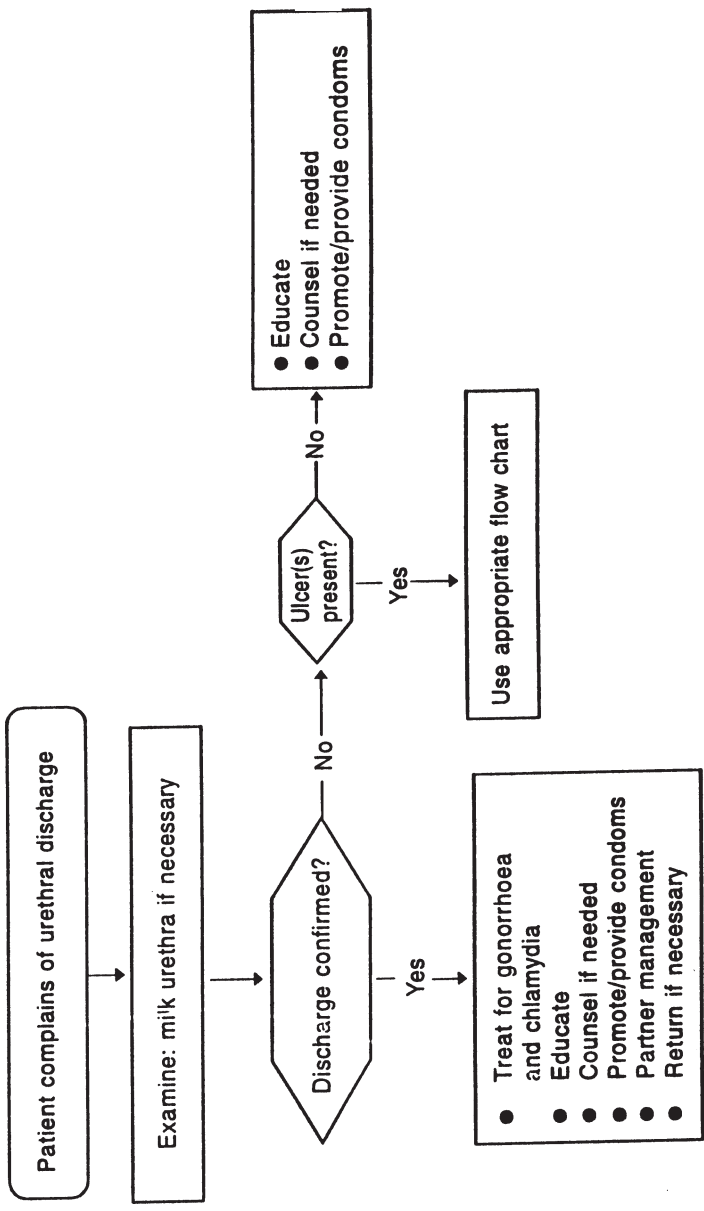 Patient complains of urethral discharge
Examine: milk urethra if necessary
Discharge confirmed?
No
Ulcer(s)
present?
No
● Educate
● Counsel if needed
● Promote/provide condoms
Yes
Use appropriate flow chart
Yes
● Treat for gonorrhoea
and chlamydia
● Educate
● Counsel if needed
● Promote/provide condoms
● Partner management
● Return if necessary